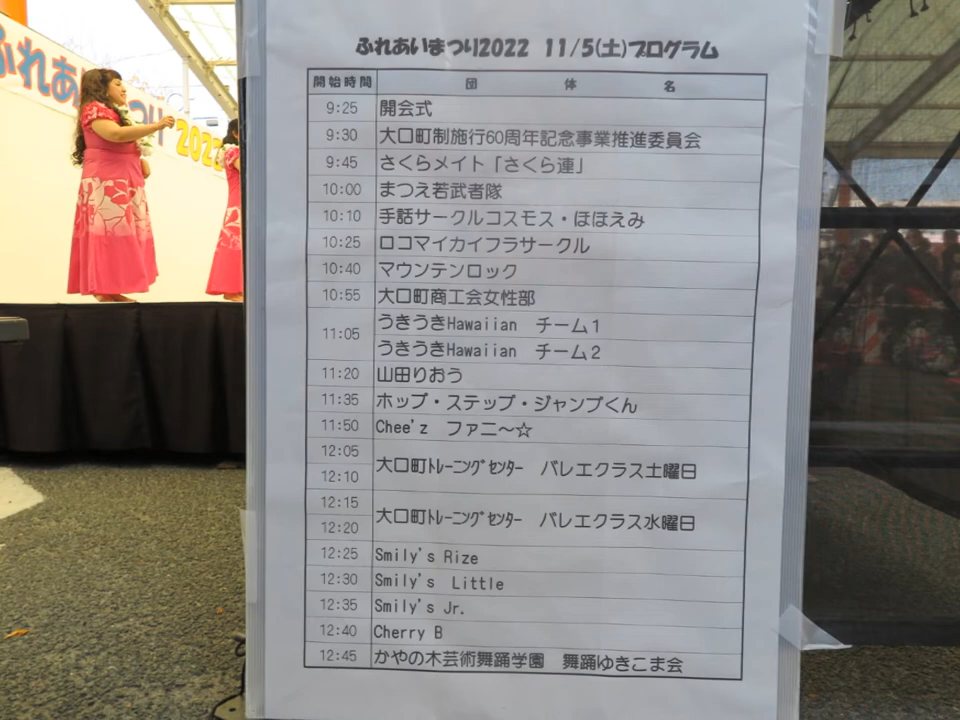 ふれあいまつり2022
ふれあいまつり2022 11/5(土)プログラム
開始時間 団体名
9:25 開会式
9:30 大口町制施行60周年記念事業推進委員会
9:45 さくらメイト「さくら連」
10:00 まつえ若武者隊
10:10 手話サークルコスモス・ほほえみ
10:25 ロコマイカイフラサークル
10:40 マウンテンロック
10:55 大口町商工会女性部
11:05 うきうきHawaiian チーム1
うきうきHawaiian チーム2
11:20 山田りおう
11:35 ホップ・ステップ・ジャンプくん
11:50 Chee'z ファニ～☆
12:05
大口町ﾄﾚｰﾆﾝｸﾞｾﾝﾀｰ バレエクラス土曜日
12:10
12:15
大口町ﾄﾚｰﾆﾝｸﾞｾﾝﾀｰ バレエクラス水曜日
12:20
12:25 Smily's Rize
12:30 Smily's Little
12:35 Smily's Jr.
12:40 Cherry B
12:45 かやの木芸術舞踊学園 舞踊ゆきこま会